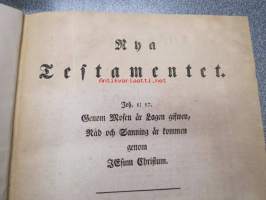 Nya
Testamentet.
Joh. 1: 17.
Genom Mosen är Lagen gifwen,
Nåd och Sanning är kommen
genom
JEsum Christum.